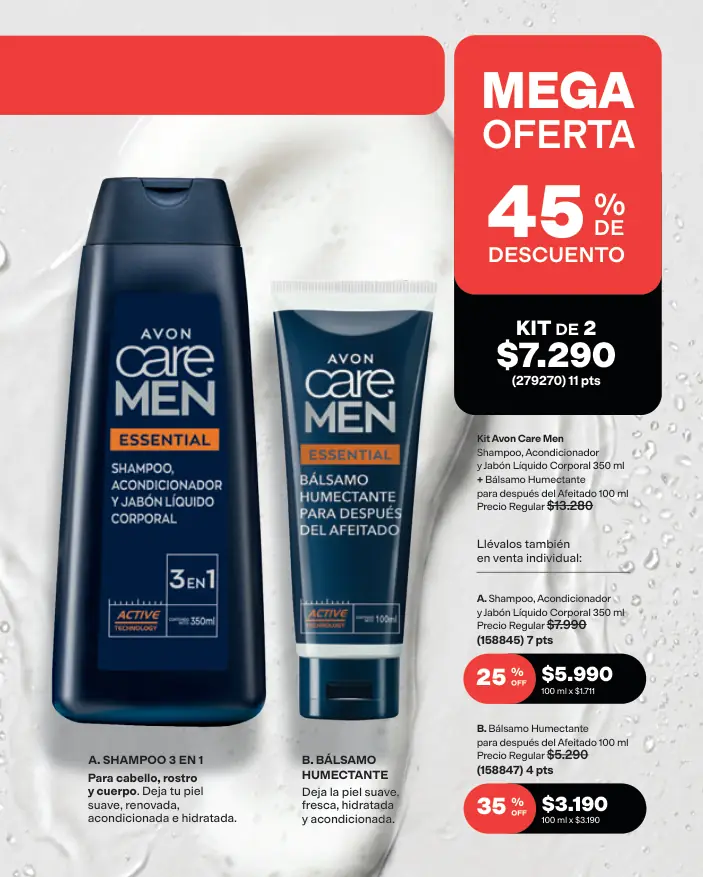 MEGA
OFERTA
45 % DE
DESCUENTO
KIT DE 2
$7.290
(279270) 11 pts
Kit Avon Care Men
Shampoo, Acondicionador
y Jabón Líquido Corporal 350 ml
+ Bálsamo Humectante
para después del Afeitado 100 ml
Precio Regular $13.280
Llévalos también
en venta individual:
A. Shampoo, Acondicionador
y Jabón Líquido Corporal 350 ml
Precio Regular $7.990
(158845) 7 pts
25 % OFF
$5.990
100 ml x $1.711
B. Bálsamo Humectante
para después del Afeitado 100 ml
Precio Regular $5.290
(158847) 4 pts
35 % OFF
$3.190
100 ml x $3.190
AVON
care
MEN
ESSENTIAL
SHAMPOO,
ACONDICIONADOR
Y JABÓN LÍQUIDO
CORPORAL
3 EN 1
ACTIVE
TECHNOLOGY
350ml
AVON
care
MEN
ESSENTIAL
BÁLSAMO
HUMECTANTE
PARA DESPUÉS
DEL AFEITADO
ACTIVE
TECHNOLOGY
100ml
A. SHAMPOO 3 EN 1
Para cabello, rostro
y cuerpo. Deja tu piel
suave, renovada,
acondicionada e hidratada.
B. BÁLSAMO
HUMECTANTE
Deja la piel suave,
fresca, hidratada
y acondicionada.